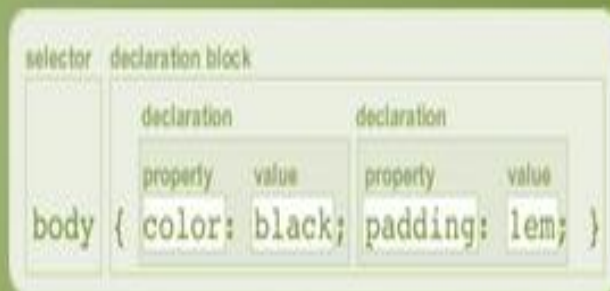 selector declaration block
declaration declaration
property value property value
body { color: black; padding: 1em; }